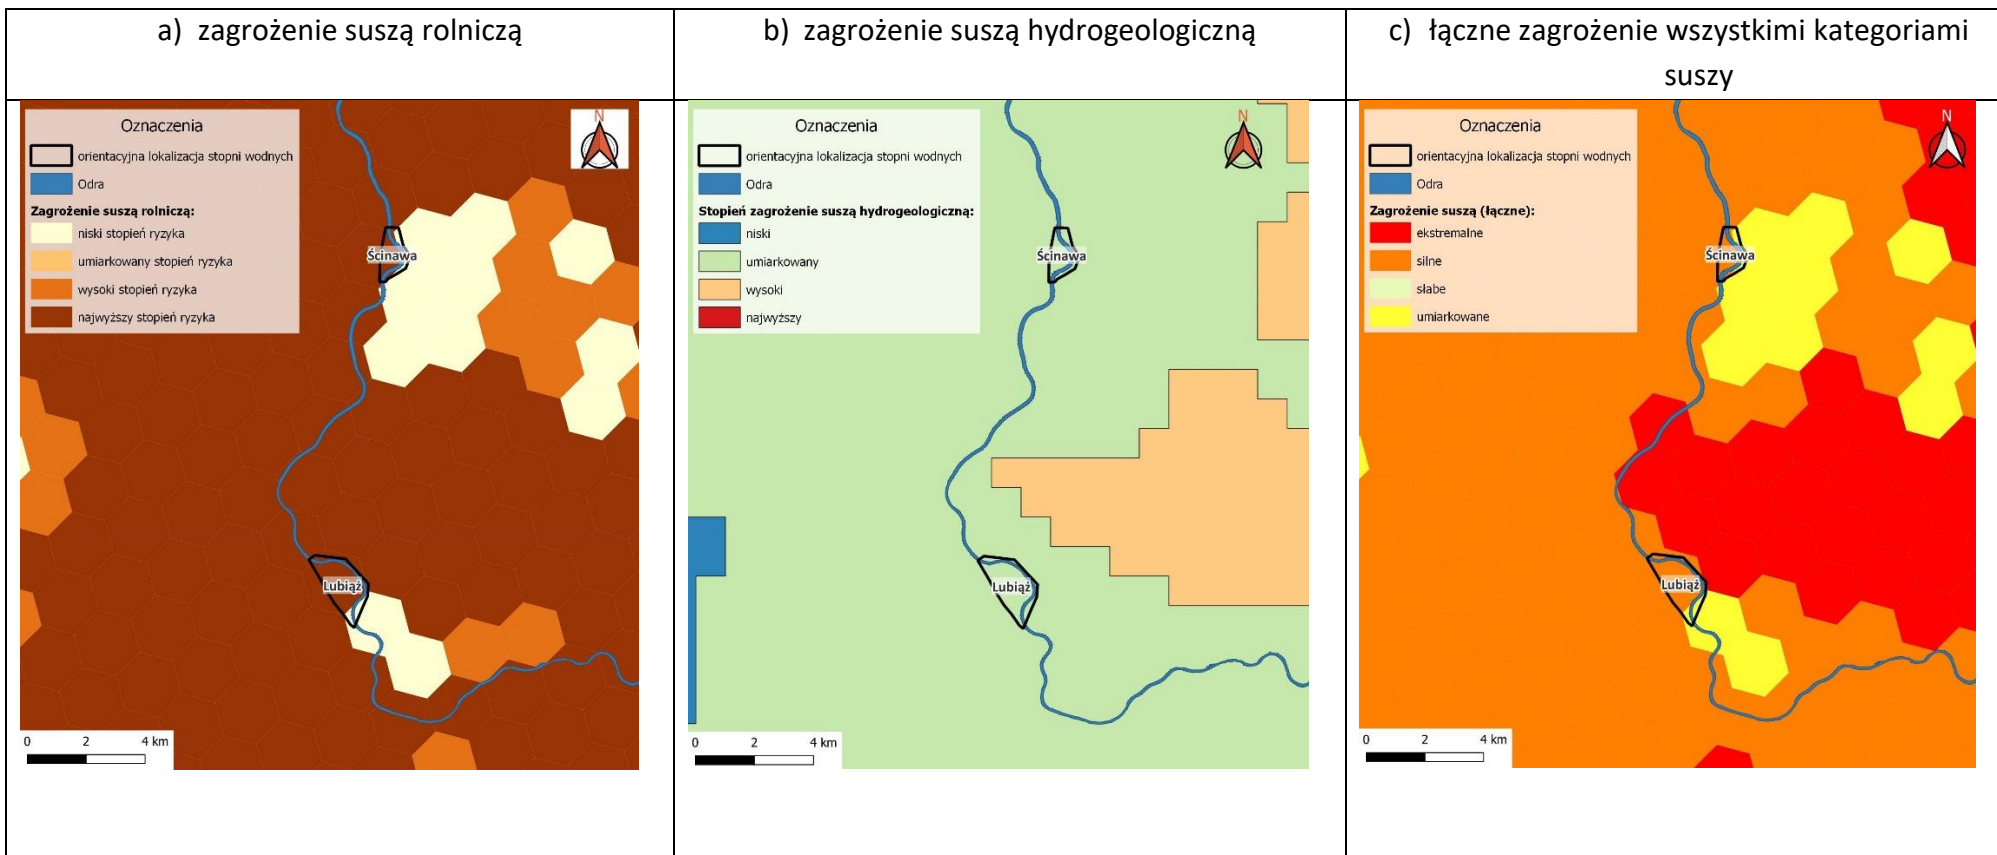 a) zagrożenie suszą rolniczą
b) zagrożenie suszą hydrogeologiczną
c) łączne zagrożenie wszystkimi kategoriami
suszy
Oznaczenia
orientacyjna lokalizacja stopni wodnych
Odra
Zagrożenie suszą rolniczą:
niski stopień ryzyka
umiarkowany stopień ryzyka
wysoki stopień ryzyka
najwyższy stopień ryzyka
N
Ścinawa
Lubiąż
0 2 4 km
Oznaczenia
orientacyjna lokalizacja stopni wodnych
Odra
Stopień zagrożenie suszą hydrogeologiczną:
niski
umiarkowany
wysoki
najwyższy
N
Ścinawa
Lubiąż
0 2 4 km
Oznaczenia
orientacyjna lokalizacja stopni wodnych
Odra
Zagrożenie suszą (łączne):
ekstremalne
silne
słabe
umiarkowane
N
Ścinawa
Lubiąż
0 2 4 km